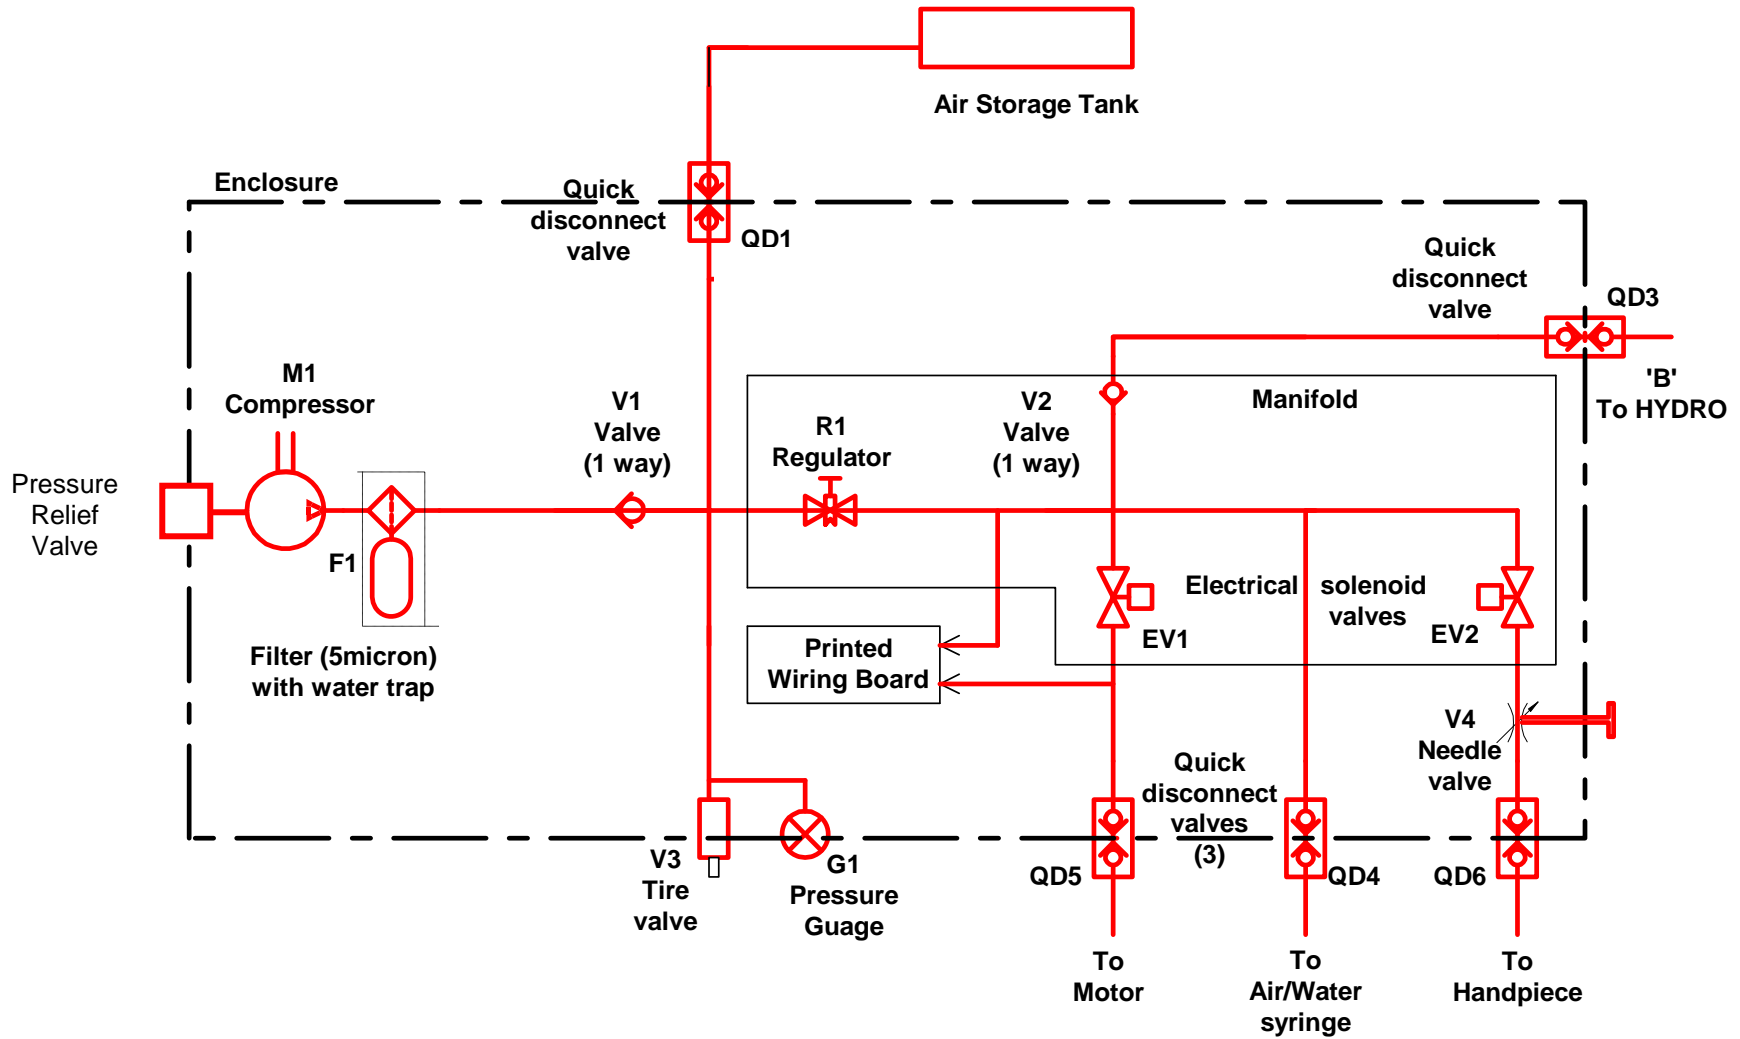 Air Storage Tank
Enclosure
Quick
disconnect
valve
QD1
Quick
disconnect
valve
QD3
'B'
To HYDRO
M1
Compressor
V1
Valve
(1 way)
R1
Regulator
V2
Valve
(1 way)
Manifold
Pressure
Relief
Valve
F1
Filter (5micron)
with water trap
Printed
Wiring Board
Electrical solenoid
valves
EV1
EV2
V4
Needle
valve
Quick
disconnect
valves
(3)
V3
Tire
valve
G1
Pressure
Guage
QD5
QD4
QD6
To
Motor
To
Air/Water
syringe
To
Handpiece